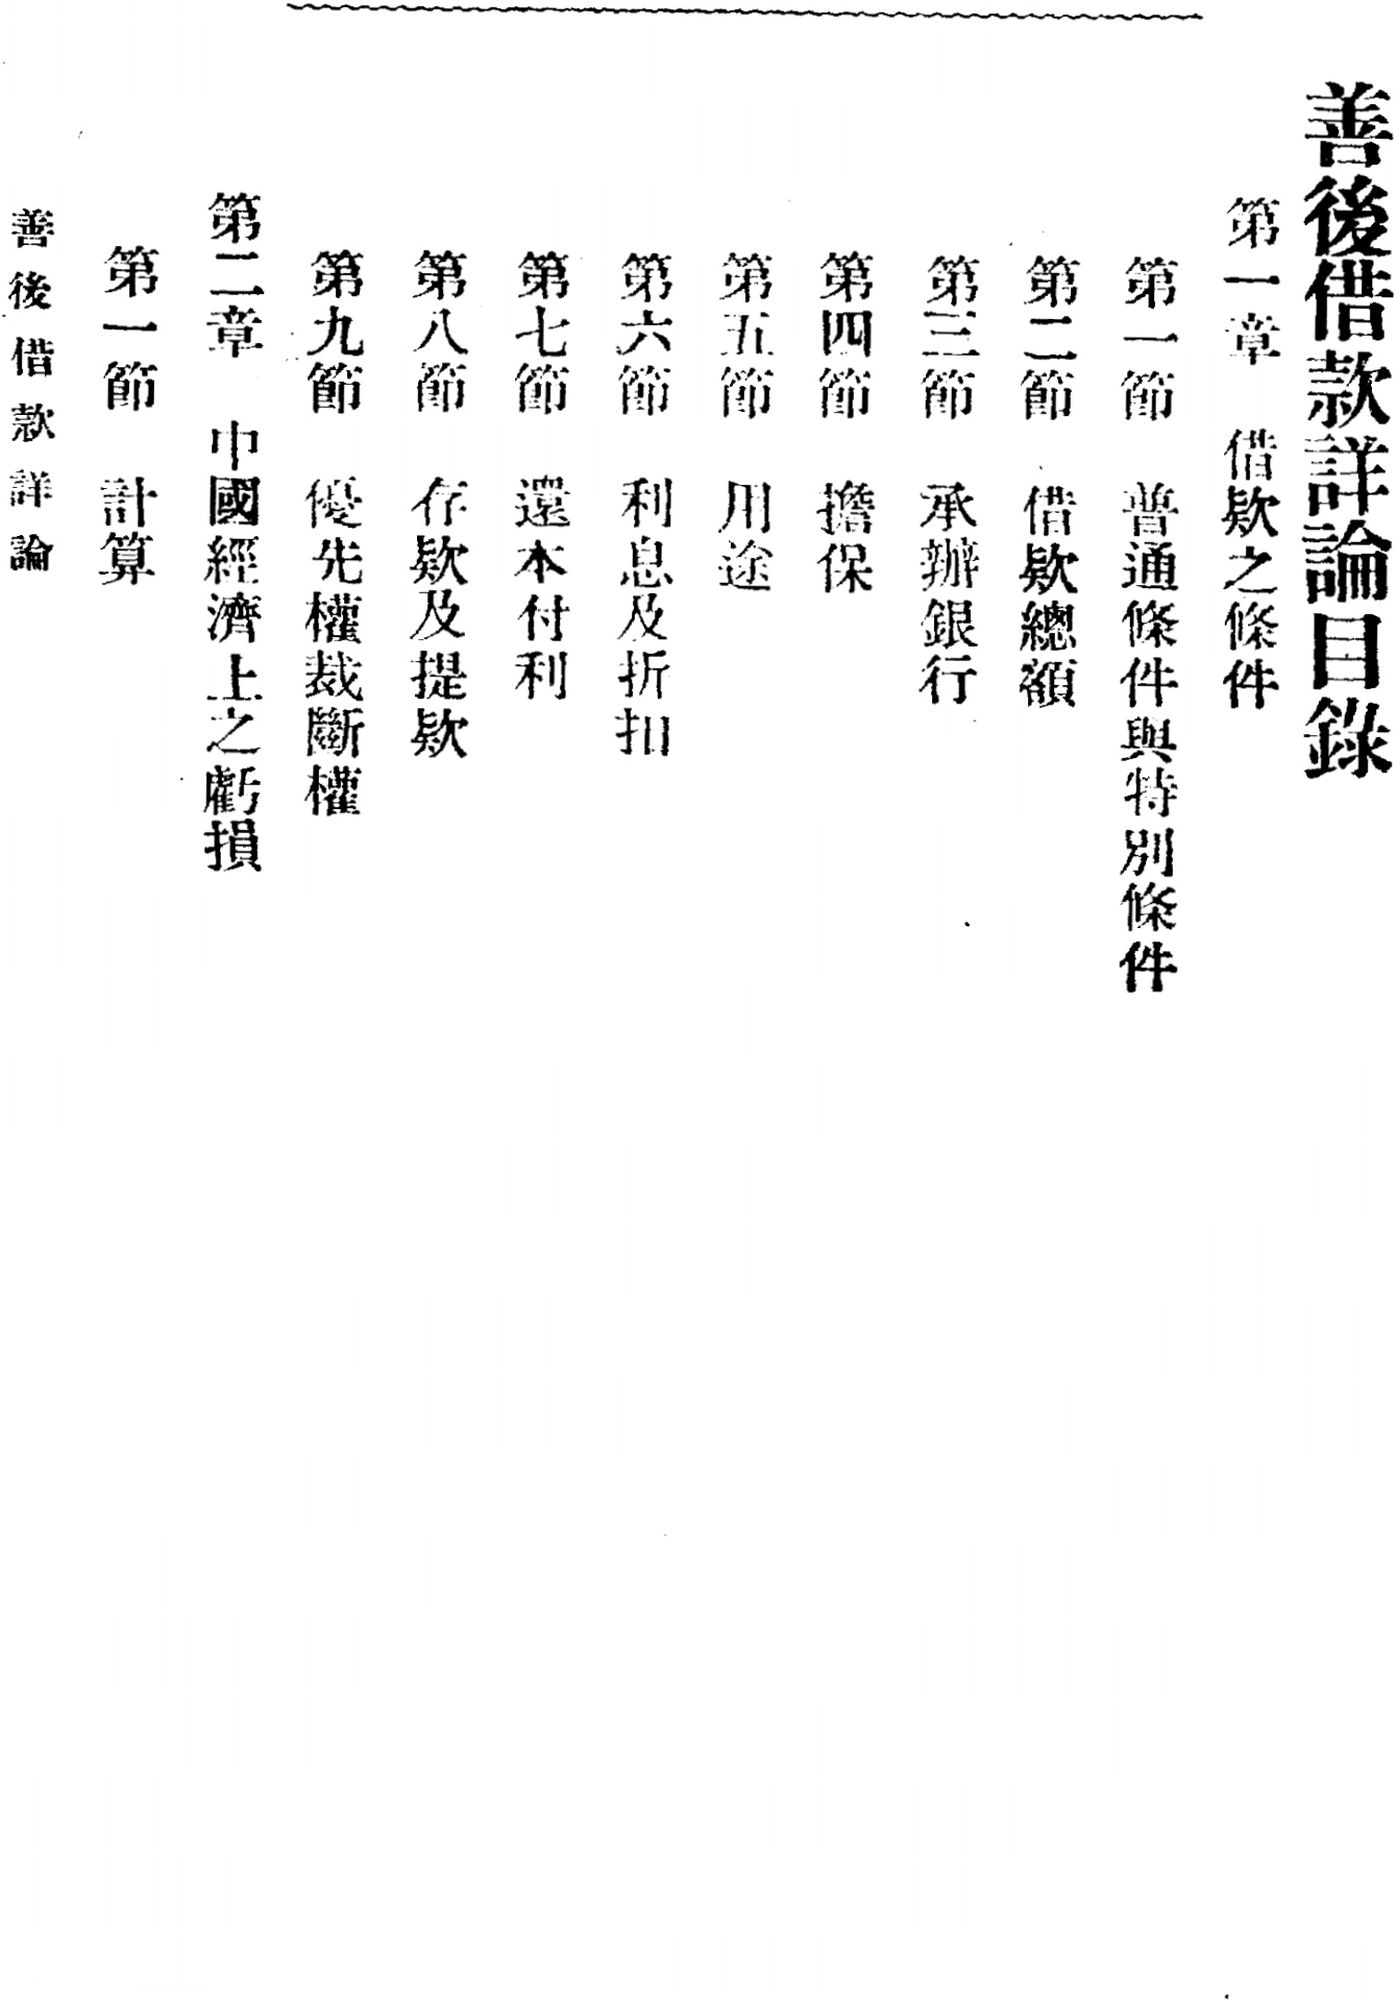 善後借款詳論目錄
第一章　借欵之條件
第一節　普通條件與特別條件
第二節　借欵總額
第三節　承辦銀行
第四節　擔保
第五節　用途
第六節　利息及折扣
第七節　還本付利
第八節　存欵及提欵
第九節　優先權裁斷權
第二章　中國經濟上之虧損
第一節　計算
善後借款詳論